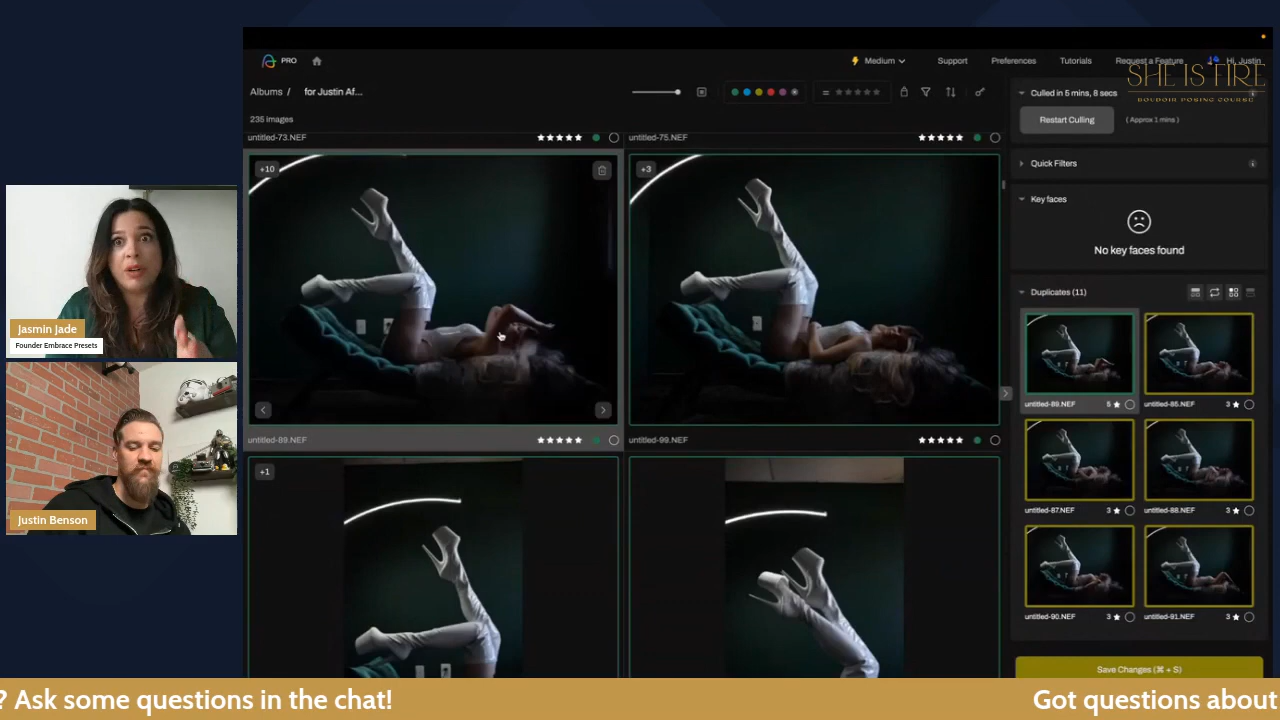 PRO
Medium
Support
Preferences
Tutorials
Request a Feature
Hi, Justin
SHE IS FIRE
BOUDOIR POSING COURSE
Albums / for Justin Af...
=
235 images
Culled in 5 mins, 8 secs
Restart Culling
( Approx 1 mins )
Quick Filters
Key faces
No key faces found
Duplicates (11)
untitled-73.NEF
untitled-75.NEF
+10
+3
untitled-89.NEF
untitled-99.NEF
+1
untitled-89.NEF 5
untitled-85.NEF 3
untitled-87.NEF 3
untitled-88.NEF 3
untitled-90.NEF 3
untitled-91.NEF 3
Save Changes (⌘ + S)
Jasmin Jade
Founder Embrace Presets
Justin Benson
? Ask some questions in the chat!
Got questions about